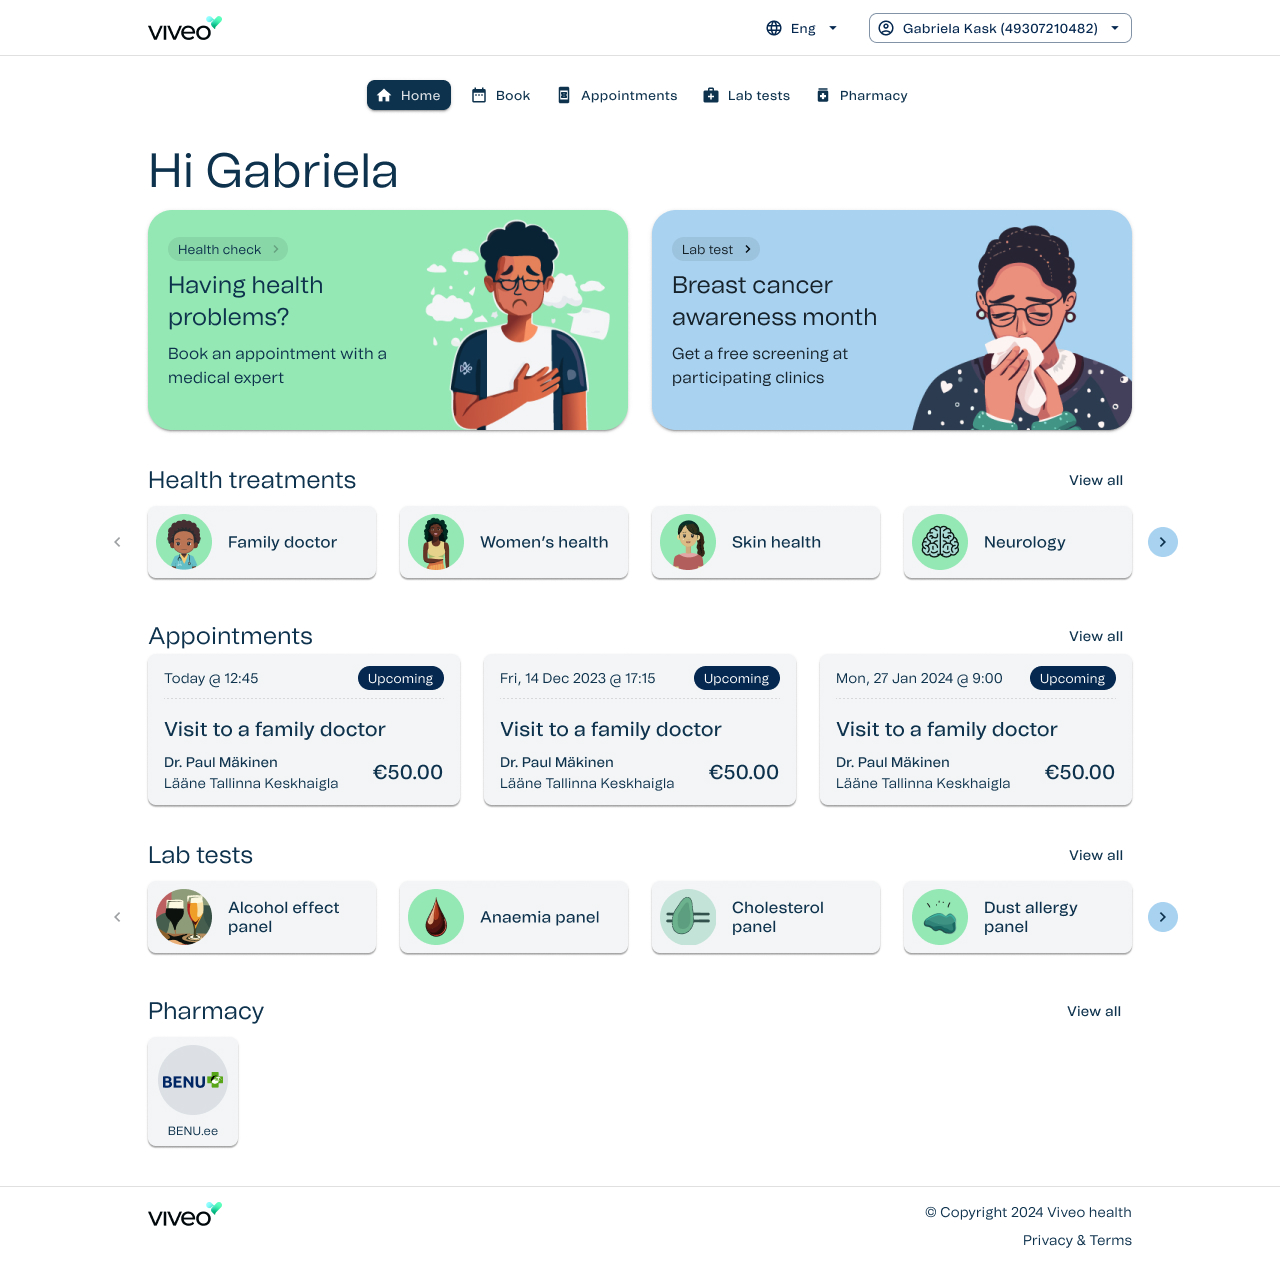 viveo
Eng
Gabriela Kask (49307210482)
Home
Book
Appointments
Lab tests
Pharmacy
Hi Gabriela
Health check
Having health
problems?
Book an appointment with a
medical expert
Lab test
Breast cancer
awareness month
Get a free screening at
participating clinics
Health treatments
View all
Family doctor
Women's health
Skin health
Neurology
Appointments
View all
Today @ 12:45
Upcoming
Visit to a family doctor
Dr. Paul Mäkinen
Lääne Tallinna Keskhaigla
€50.00
Fri, 14 Dec 2023 @ 17:15
Upcoming
Visit to a family doctor
Dr. Paul Mäkinen
Lääne Tallinna Keskhaigla
€50.00
Mon, 27 Jan 2024 @ 9:00
Upcoming
Visit to a family doctor
Dr. Paul Mäkinen
Lääne Tallinna Keskhaigla
€50.00
Lab tests
View all
Alcohol effect
panel
Anaemia panel
Cholesterol
panel
Dust allergy
panel
Pharmacy
View all
BENU
BENU.ee
viveo
© Copyright 2024 Viveo health
Privacy & Terms